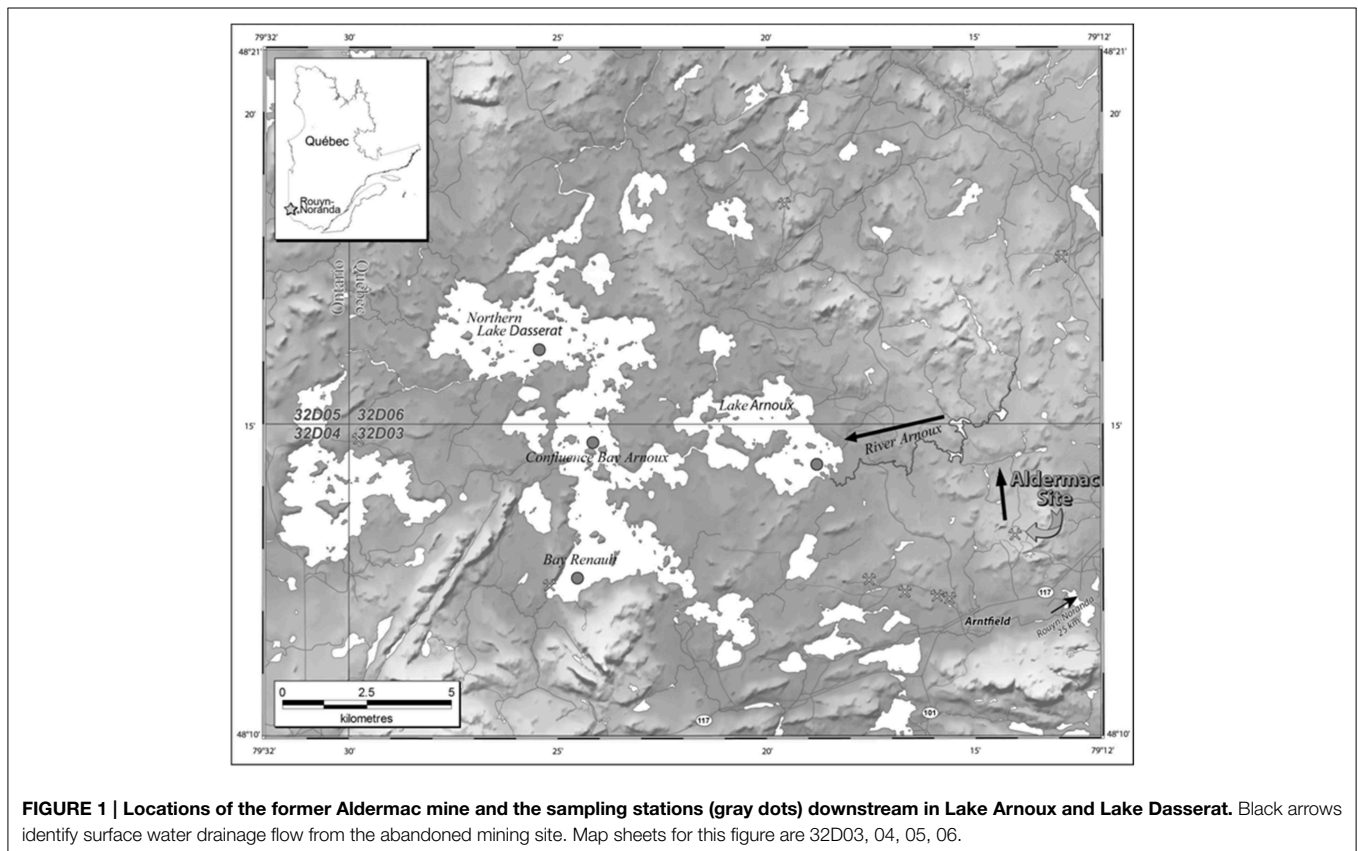 79°32' 30' 25' 20' 15' 79°12'
48°21' 48°21'
20' 20'
Québec
Rouyn-
Noranda
Ontario
Québec
Northern
Lake Dasserat
Lake Arnoux
32D05 32D06
15' 15'
32D04 32D03
River Arnoux
Confluence Bay Arnoux
Aldermac
Site
Bay Renault
117
Arntfield
Rouyn-Noranda
25 km
0 2.5 5
kilometres
117
101
48°10' 48°10'
79°32' 30' 25' 20' 15' 79°12'
FIGURE 1 | Locations of the former Aldermac mine and the sampling stations (gray dots) downstream in Lake Arnoux and Lake Dasserat. Black arrows
identify surface water drainage flow from the abandoned mining site. Map sheets for this figure are 32D03, 04, 05, 06.